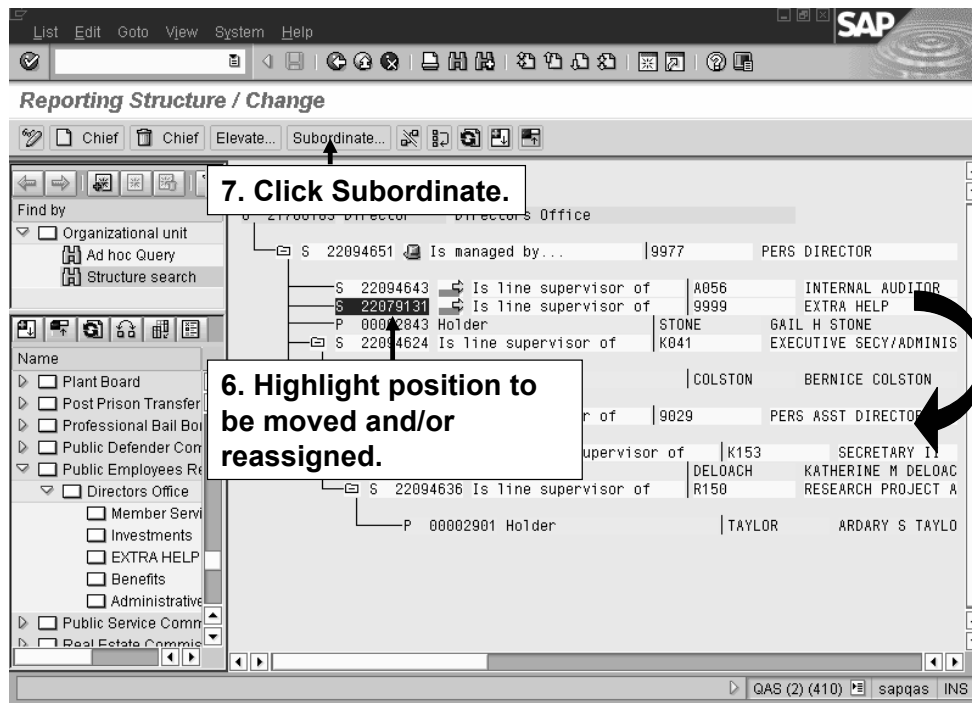 List Edit Goto View System Help
SAP
Reporting Structure / Change
Chief Chief Elevate... Subordinate...
7. Click Subordinate.
Find by
Organizational unit
Ad hoc Query
Structure search
Name
Plant Board
Post Prison Transfer
Professional Bail Bo
Public Defender Com
Public Employees Re
Directors Office
Member Servi
Investments
EXTRA HELP
Benefits
Administrative
Public Service Comm
Real Estate Commis
Directors Office
S 22094651 Is managed by... 9977 PERS DIRECTOR
S 22094643 Is line supervisor of A056 INTERNAL AUDITOR
S 22079131 Is line supervisor of 9999 EXTRA HELP
P 00002843 Holder STONE GAIL H STONE
S 22094624 Is line supervisor of K041 EXECUTIVE SECY/ADMINIS
COLSTON BERNICE COLSTON
r of 9029 PERS ASST DIRECTOR
upervisor of K153 SECRETARY II
DELOACH KATHERINE M DELOAC
S 22094636 Is line supervisor of R150 RESEARCH PROJECT A
P 00002901 Holder TAYLOR ARDARY S TAYLO
6. Highlight position to
be moved and/or
reassigned.
QAS (2) (410) sapqas INS